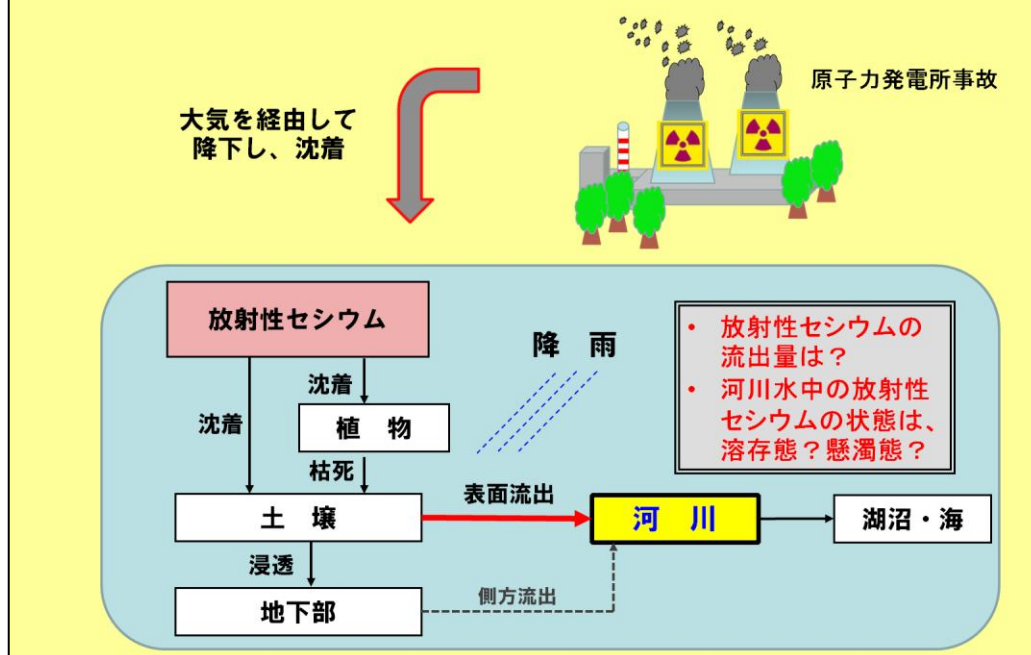 原子力発電所事故
大気を経由して
降下し、沈着
放射性セシウム
降　雨
・ 放射性セシウムの
流出量は？
・ 河川水中の放射性
セシウムの状態は、
溶存態？懸濁態？
沈着
沈着
植　物
枯死
土　壌
表面流出
河　川
湖沼・海
浸透
地下部
側方流出